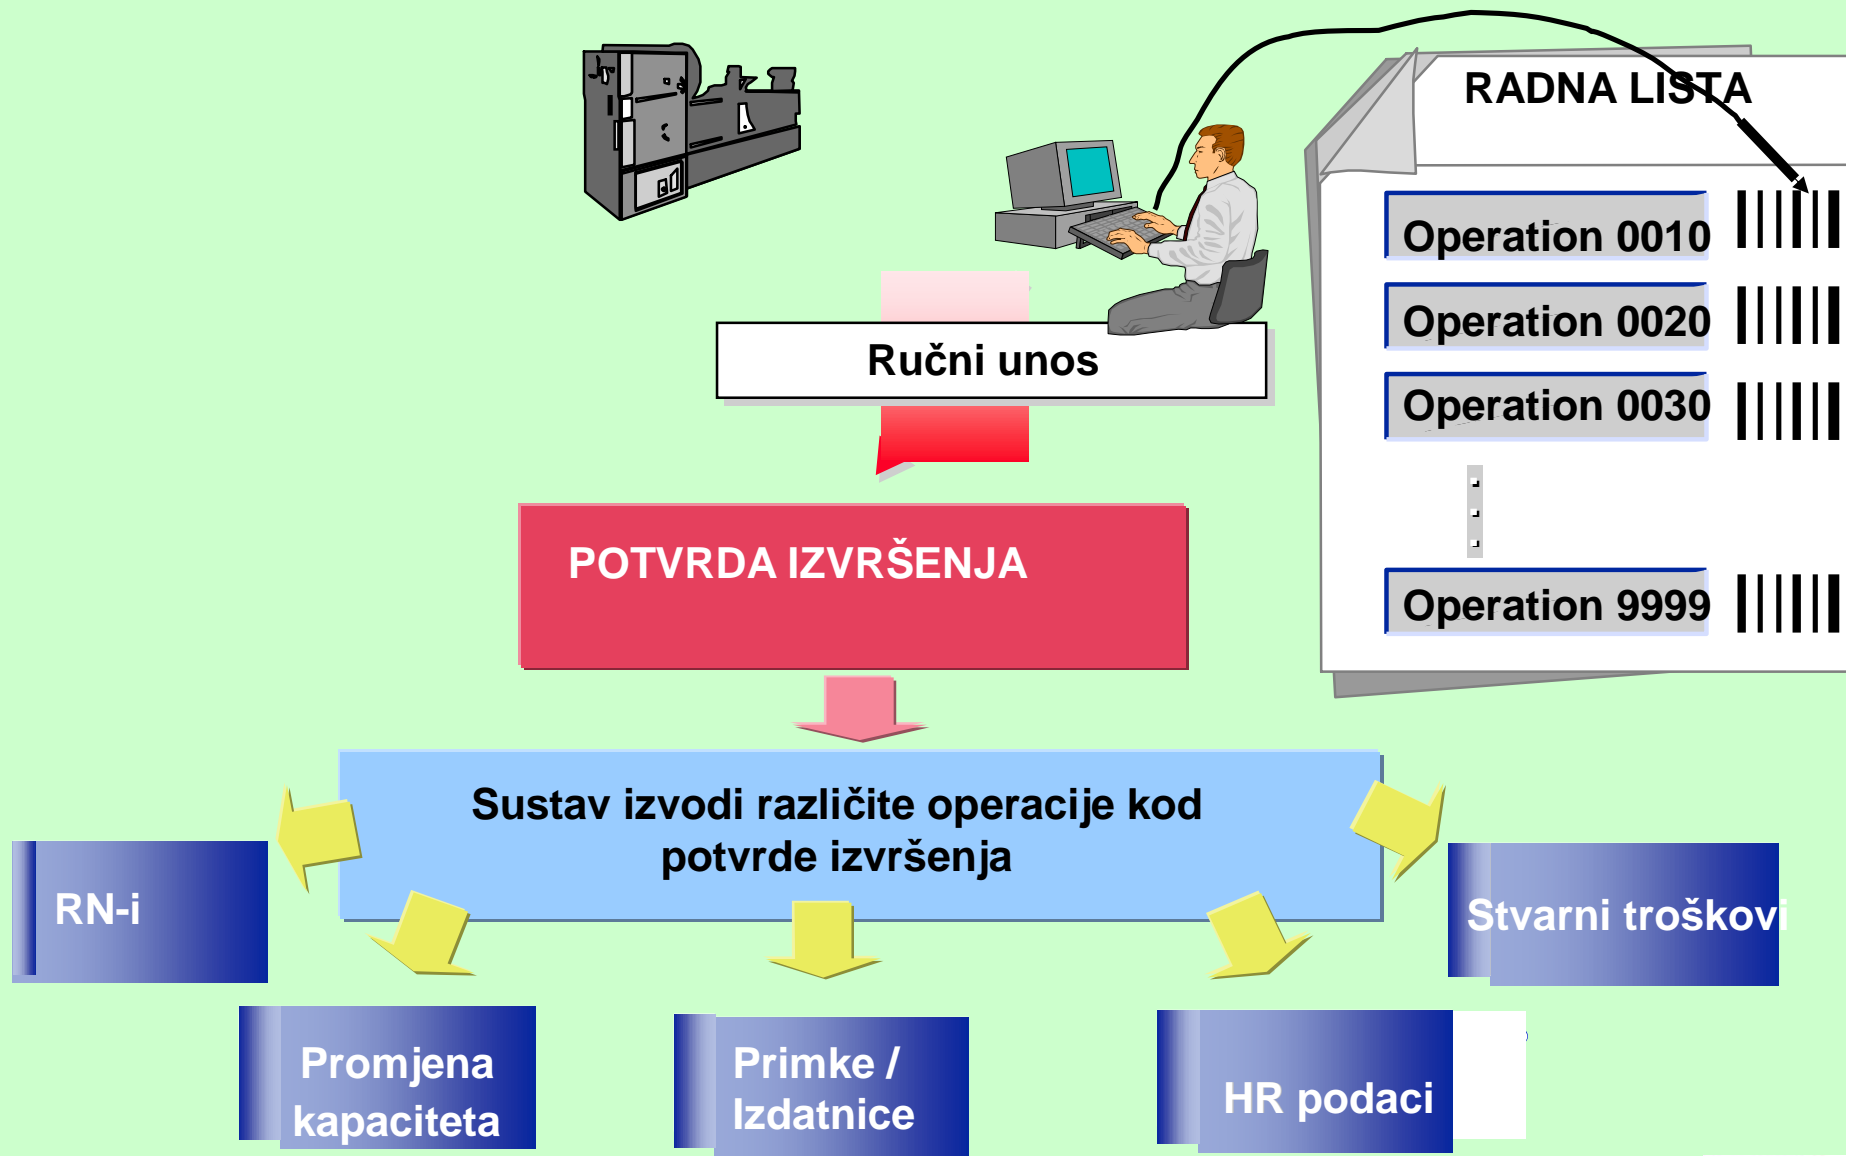 RADNA LISTA
Operation 0010
Operation 0020
Operation 0030
Operation 9999
Ručni unos
POTVRDA IZVRŠENJA
Sustav izvodi različite operacije kod
potvrde izvršenja
RN-i
Promjena
kapaciteta
Primke /
Izdatnice
HR podaci
Stvarni troškovi